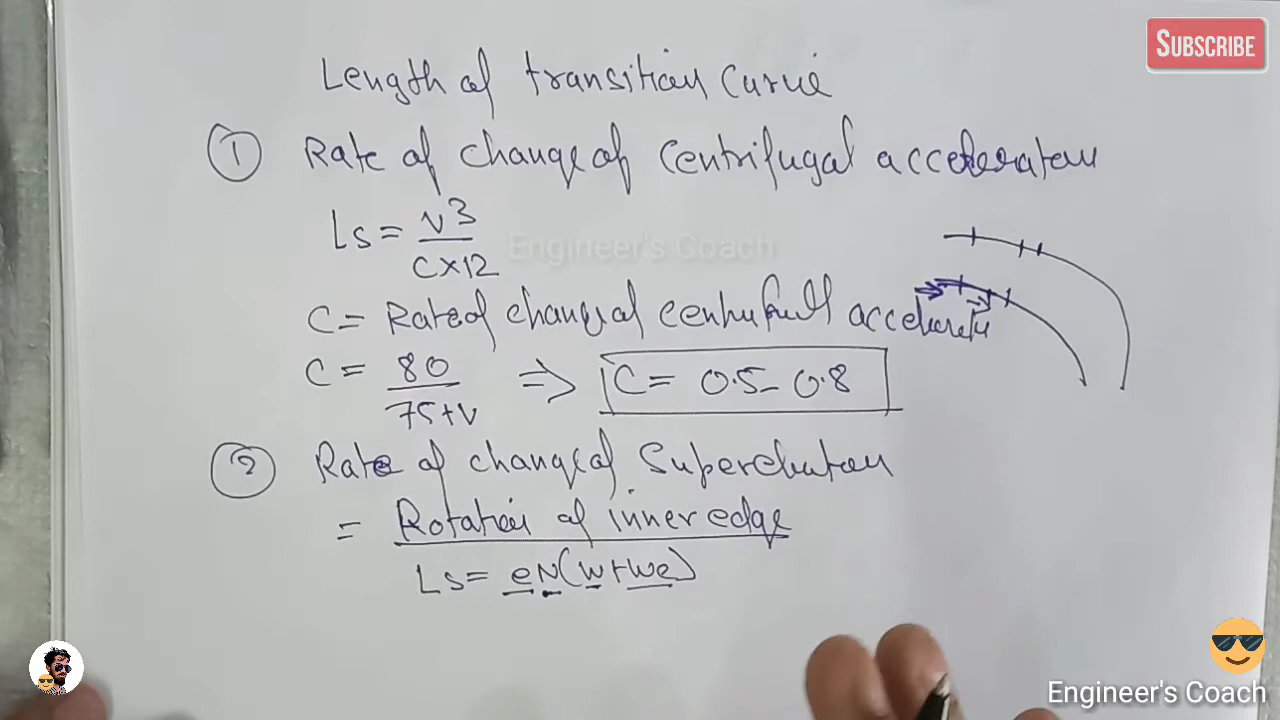 SUBSCRIBE
Length of transition curve
① Rate of change of centrifugal acceleration
Ls = v3
C×12
Engineer's Coach
C = Rate of change of centrifugal accelerate
C = 80
75+V
=> C = 0.5 - 0.8
② Rate of change of Superelevation
= Rotation of inner edge
Ls = eN(w+we)
Engineer's Coach